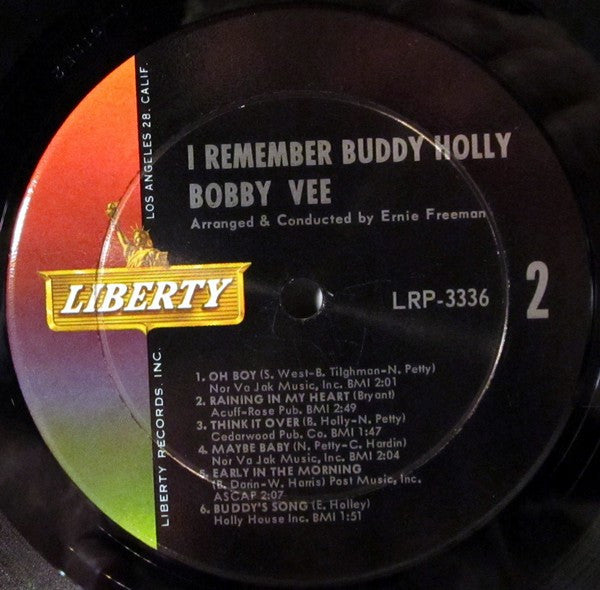 I REMEMBER BUDDY HOLLY
BOBBY VEE
Arranged & Conducted by Ernie Freeman
LIBERTY
LRP-3336
2
1. OH BOY (S. West-B. Tilghman-N. Petty)
Nor Va Jak Music, Inc. BMI 2:01
2. RAINING IN MY HEART (Bryant)
Acuff-Rose Pub. BMI 2:49
3. THINK IT OVER (B. Holly-N. Petty)
Cedarwood Pub. Co. BMI 1:47
4. MAYBE BABY (N. Petty-C. Hardin)
Nor Va Jak Music, Inc. BMI 2:04
5. EARLY IN THE MORNING
(B. Darin-W. Harris) Post Music, Inc.
ASCAP 2:07
6. BUDDY'S SONG (E. Holley)
Holly House Inc. BMI 1:51
LIBERTY RECORDS, INC.
LOS ANGELES 28, CALIF.